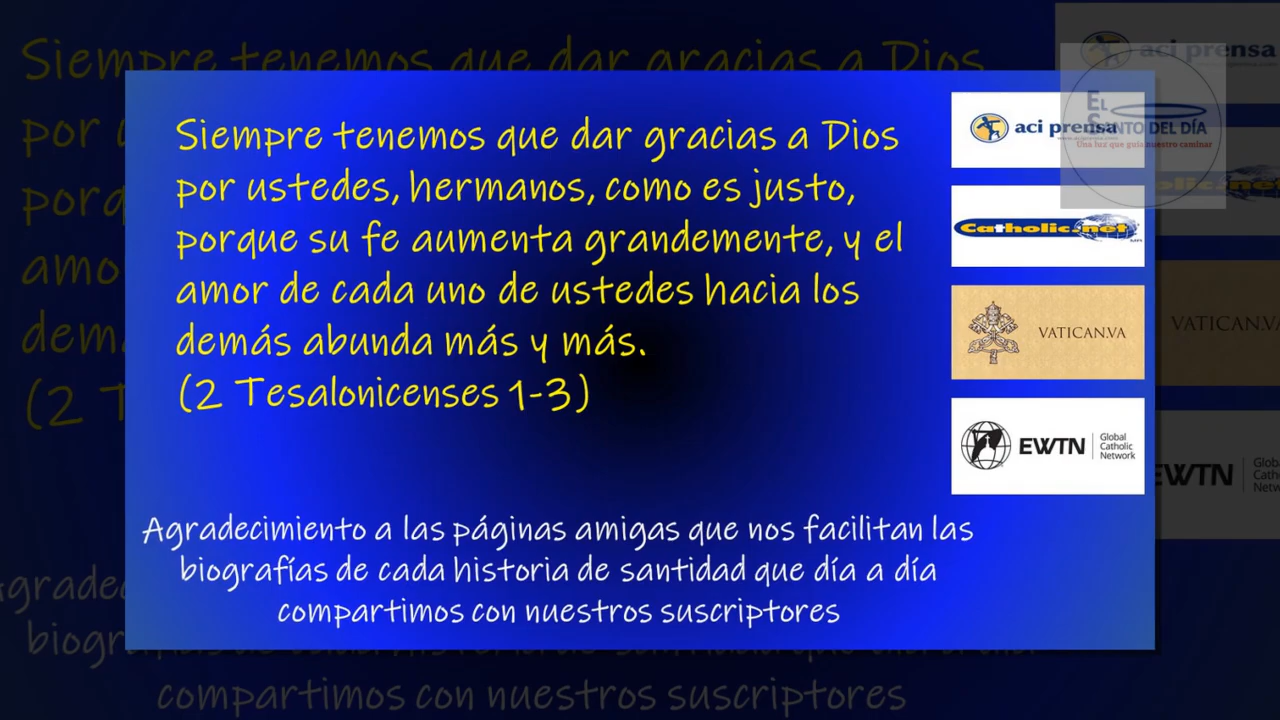 Siempre tenemos que dar gracias a Dios
por ustedes, hermanos, como es justo,
porque su fe aumenta grandemente, y el
amor de cada uno de ustedes hacia los
demás abunda más y más.
(2 Tesalonicenses 1-3)
aci prensa
EL
SANTO DEL DÍA
Una luz que guía nuestro caminar
Catholic.net
VATICAN.VA
EWTN
Global
Catholic
Network
Agradecimiento a las páginas amigas que nos facilitan las
biografías de cada historia de santidad que día a día
compartimos con nuestros suscriptores